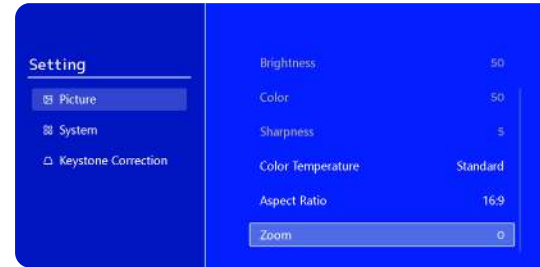 Setting
Picture
System
Keystone Correction
Brightness 50
Color 50
Sharpness 5
Color Temperature Standard
Aspect Ratio 16:9
Zoom 0